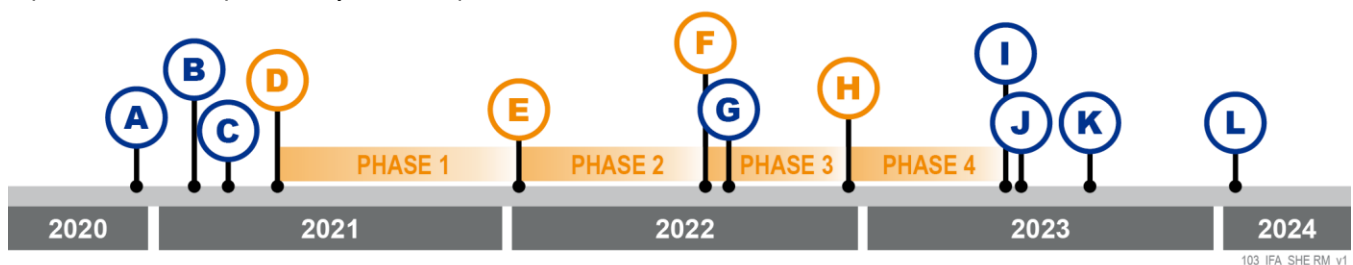 A
B
C
D
E
F
G
H
I
J
K
L
PHASE 1
PHASE 2
PHASE 3
PHASE 4
2020
2021
2022
2023
2024
103 IFA SHE RM v1